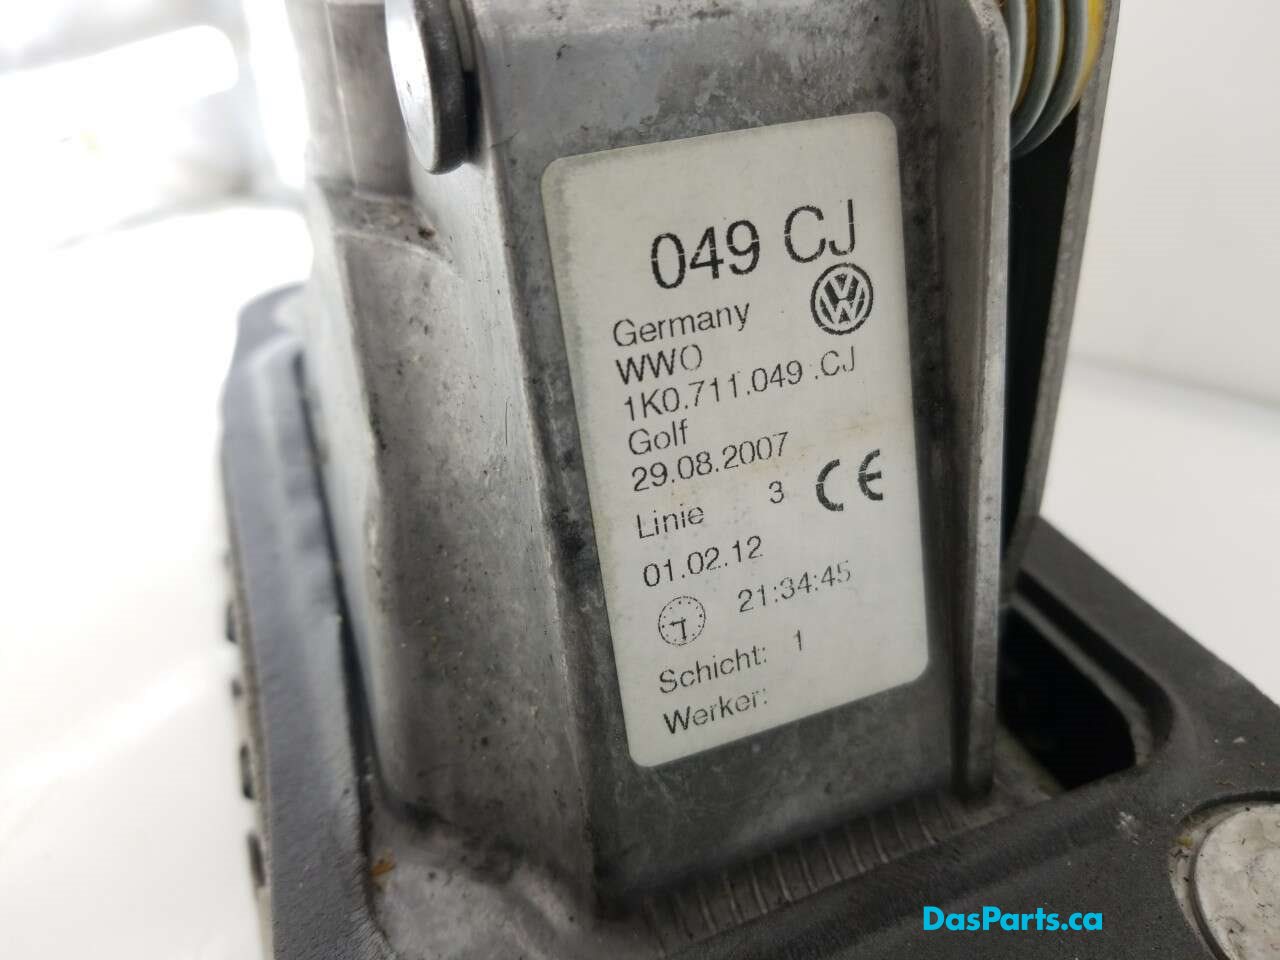 049 CJ
Germany
WWO
1K0.711.049 .CJ
Golf
29.08.2007
Linie 3 CE
01.02.12
21:34:45
Schicht: 1
Werker:
DasParts.ca